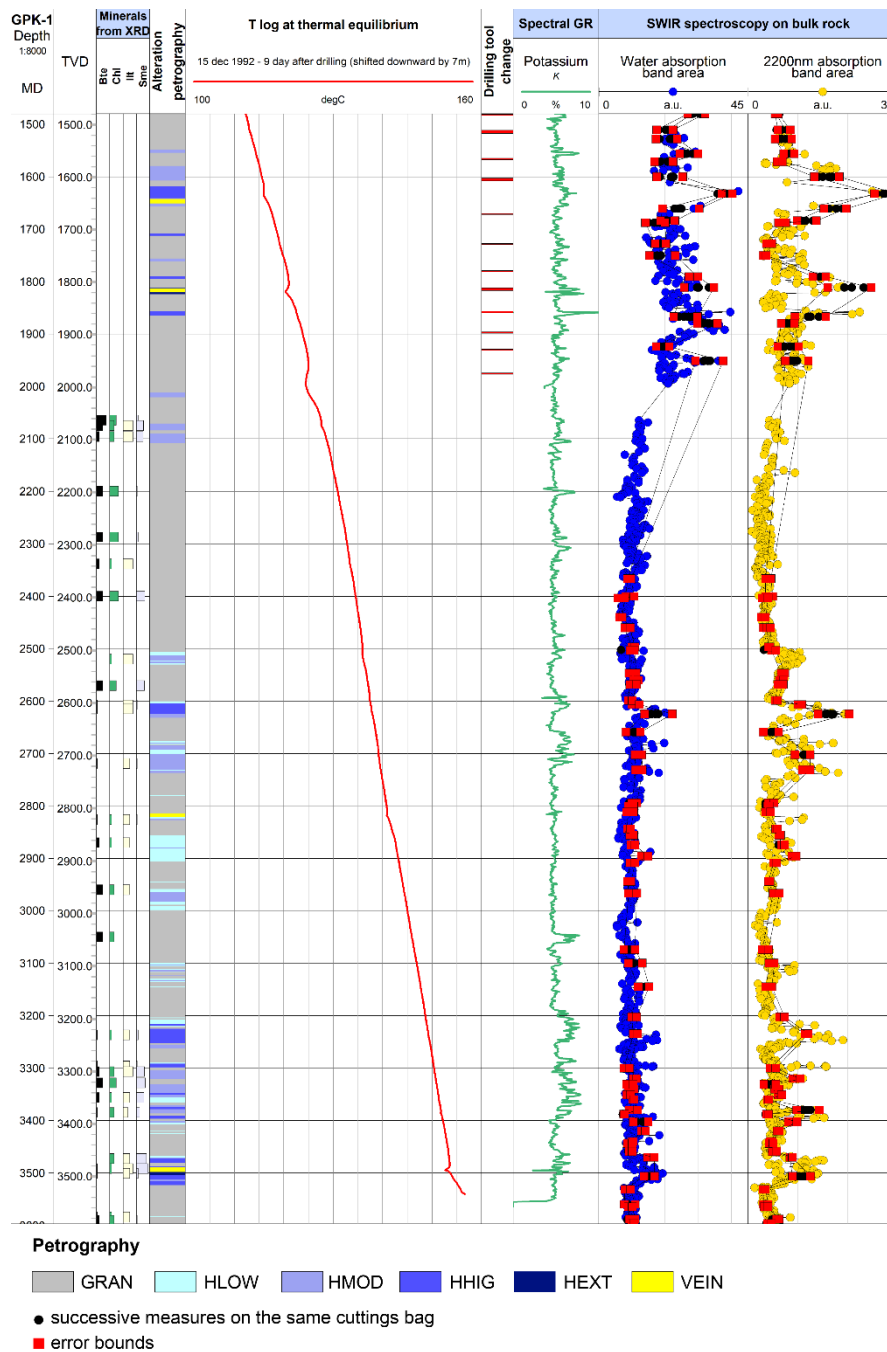 GPK-1
Depth
1:8000
MD
TVD
Minerals
from XRD
Bte
Chl
Ilt
Sme
Alteration
petrography
T log at thermal equilibrium
15 dec 1992 - 9 day after drilling (shifted downward by 7m)
100 degC 160
Drilling tool
change
Spectral GR
Potassium
K
0 % 10
SWIR spectroscopy on bulk rock
Water absorption
band area
0 a.u. 45
2200nm absorption
band area
0 a.u. 3
1500 1500.0
1600 1600.0
1700 1700.0
1800 1800.0
1900 1900.0
2000 2000.0
2100 2100.0
2200 2200.0
2300 2300.0
2400 2400.0
2500 2500.0
2600 2600.0
2700 2700.0
2800 2800.0
2900 2900.0
3000 3000.0
3100 3100.0
3200 3200.0
3300 3300.0
3400 3400.0
3500 3500.0
Petrography
GRAN HLOW HMOD HHIG HEXT VEIN
successive measures on the same cuttings bag
error bounds